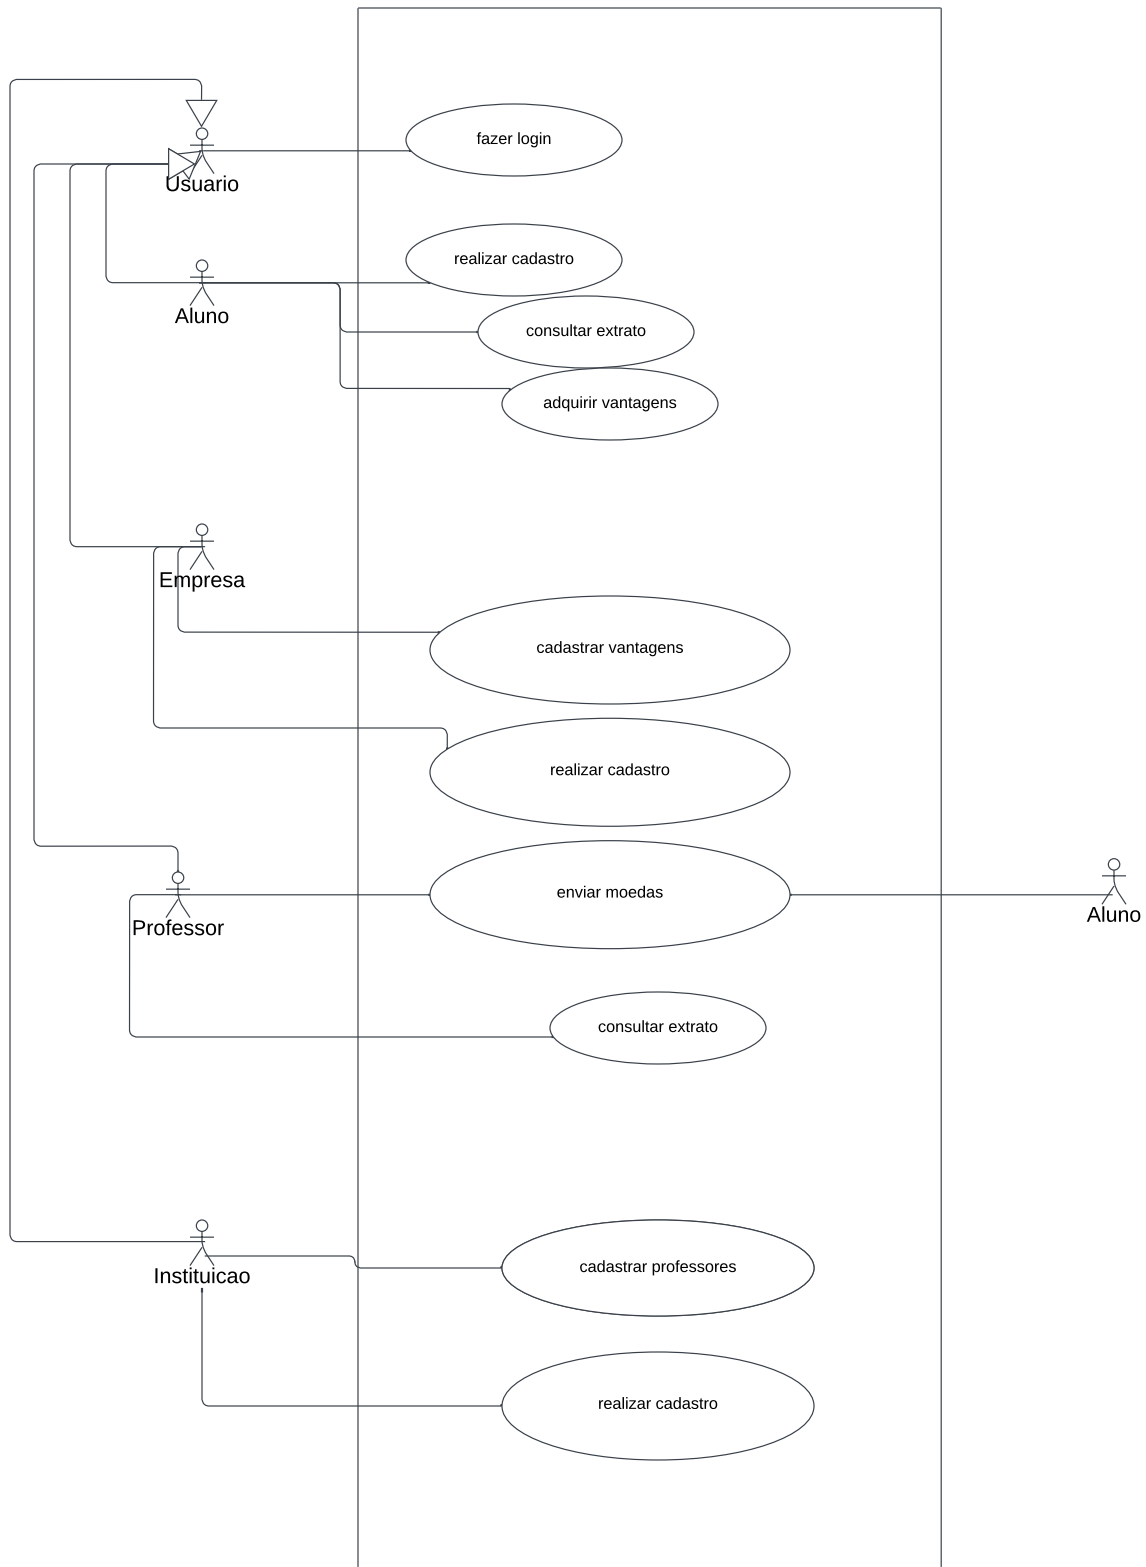 fazer login
Usuario
realizar cadastro
Aluno
consultar extrato
adquirir vantagens
Empresa
cadastrar vantagens
realizar cadastro
enviar moedas
Professor
Aluno
consultar extrato
cadastrar professores
Instituicao
realizar cadastro